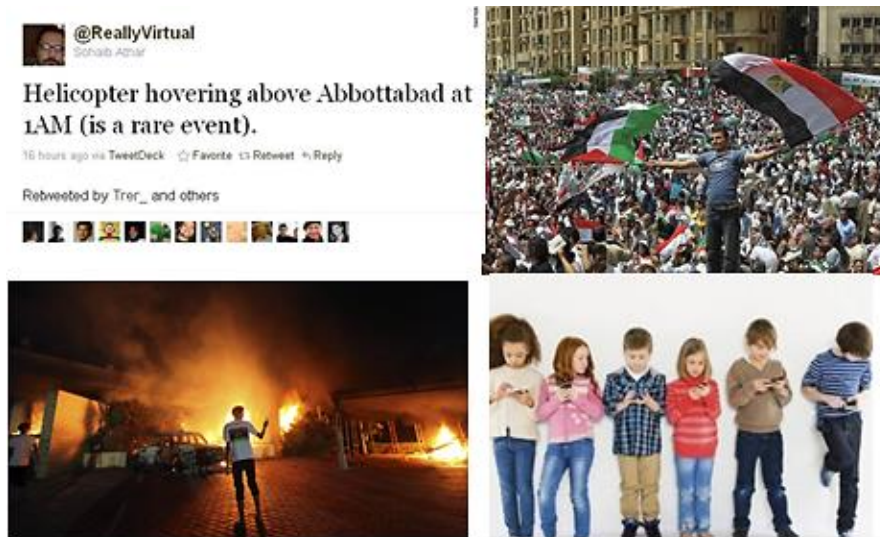 @ReallyVirtual
Sohaib Athar
Helicopter hovering above Abbottabad at
1AM (is a rare event).
16 hours ago via TweetDeck Favorite Retweet Reply
Retweeted by Trer_ and others